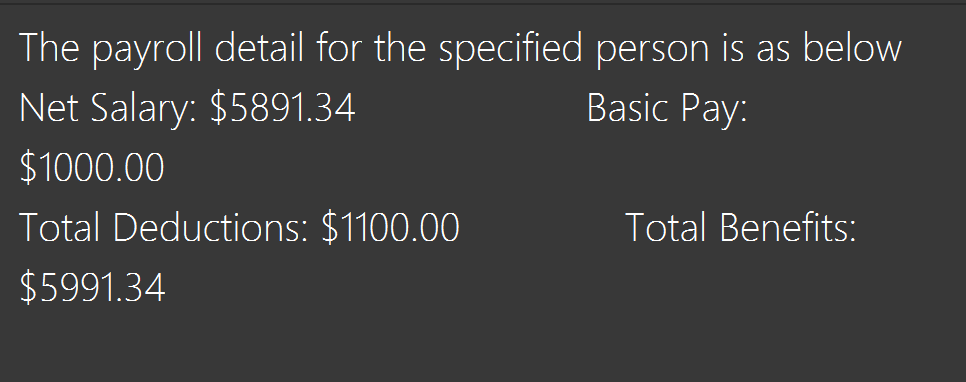 The payroll detail for the specified person is as below
Net Salary: $5891.34 Basic Pay:
$1000.00
Total Deductions: $1100.00 Total Benefits:
$5991.34